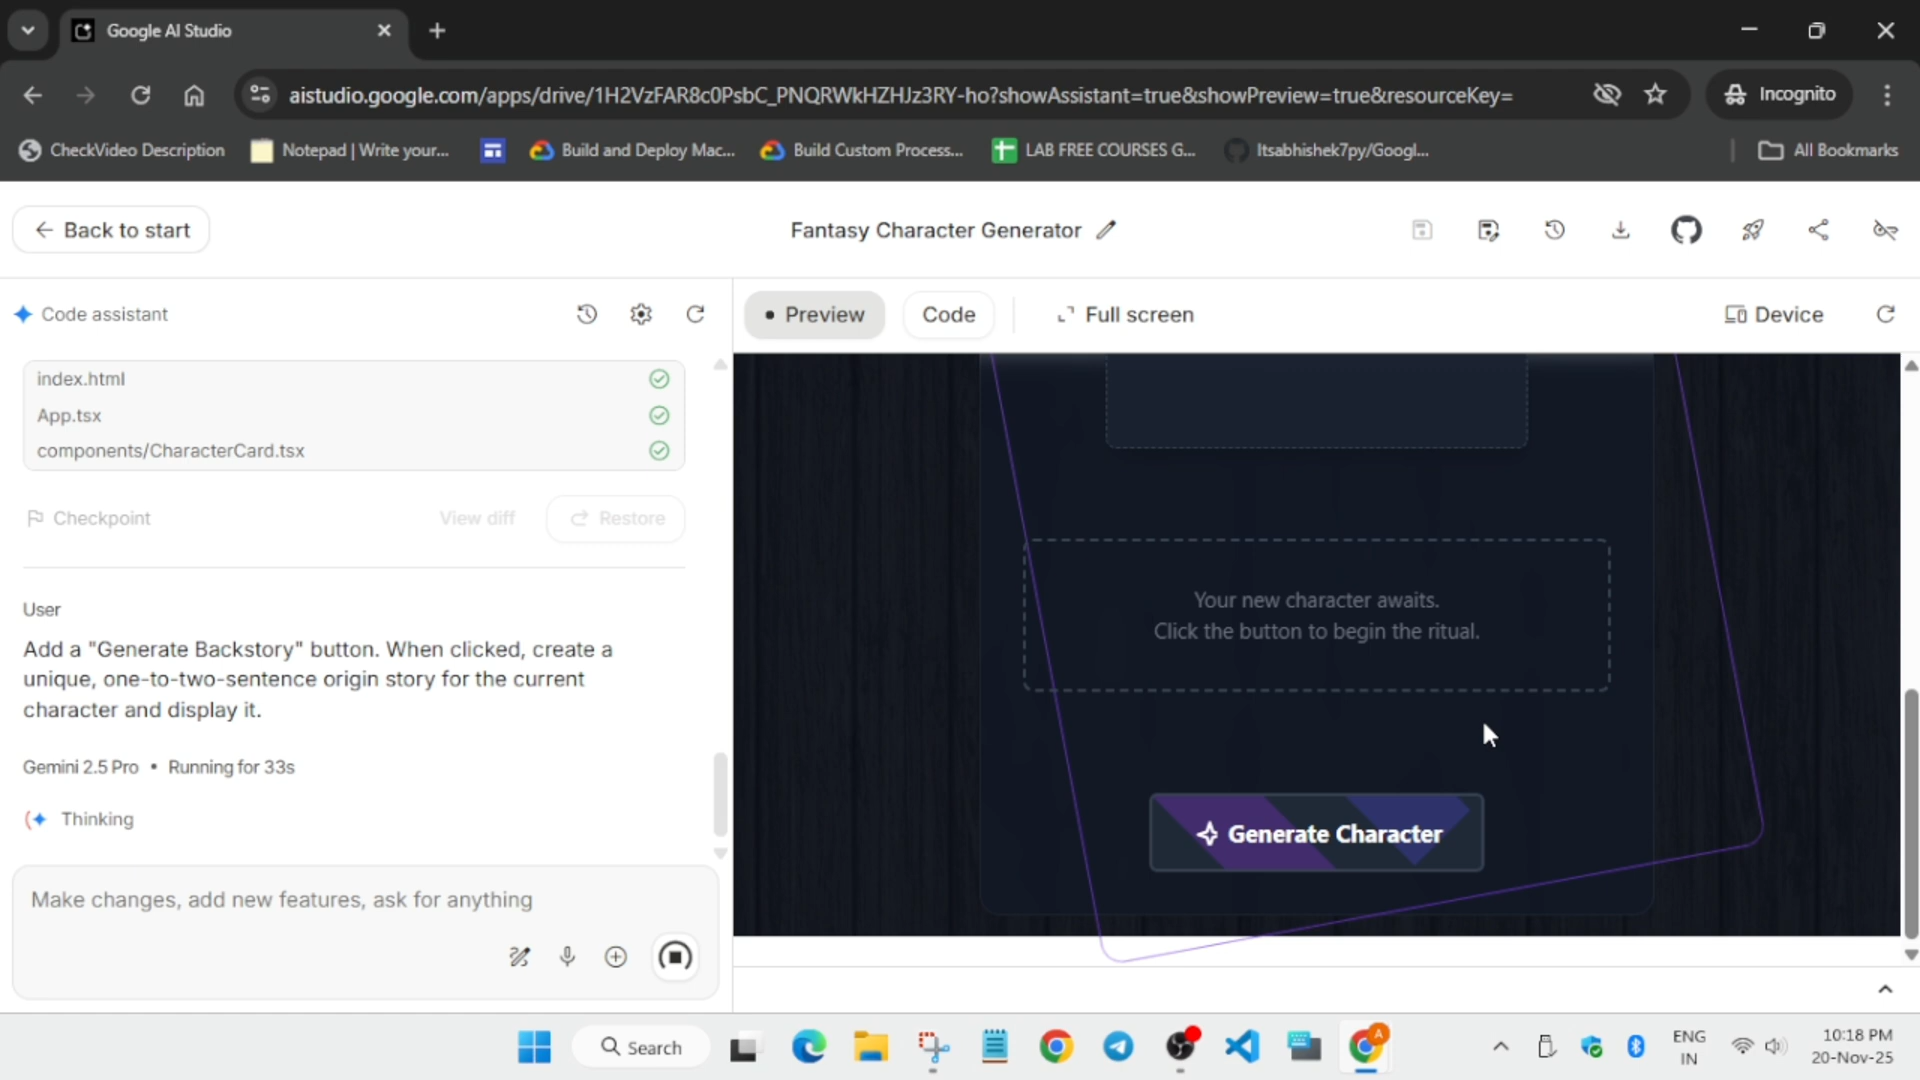 Google AI Studio
aistudio.google.com/apps/drive/1H2VzFAR8c0PsbC_PNQRWkHZHJz3RY-ho?showAssistant=true&showPreview=true&resourceKey=
Incognito
CheckVideo Description
Notepad | Write your...
Build and Deploy Mac...
Build Custom Process...
LAB FREE COURSES G...
Itsabhishek7py/Googl...
All Bookmarks
Back to start
Fantasy Character Generator
Code assistant
Preview
Code
Full screen
Device
index.html
App.tsx
components/CharacterCard.tsx
Checkpoint
View diff
Restore
User
Add a "Generate Backstory" button. When clicked, create a
unique, one-to-two-sentence origin story for the current
character and display it.
Gemini 2.5 Pro • Running for 33s
Thinking
Make changes, add new features, ask for anything
Your new character awaits.
Click the button to begin the ritual.
Generate Character
Search
A
ENG
IN
10:18 PM
20-Nov-25